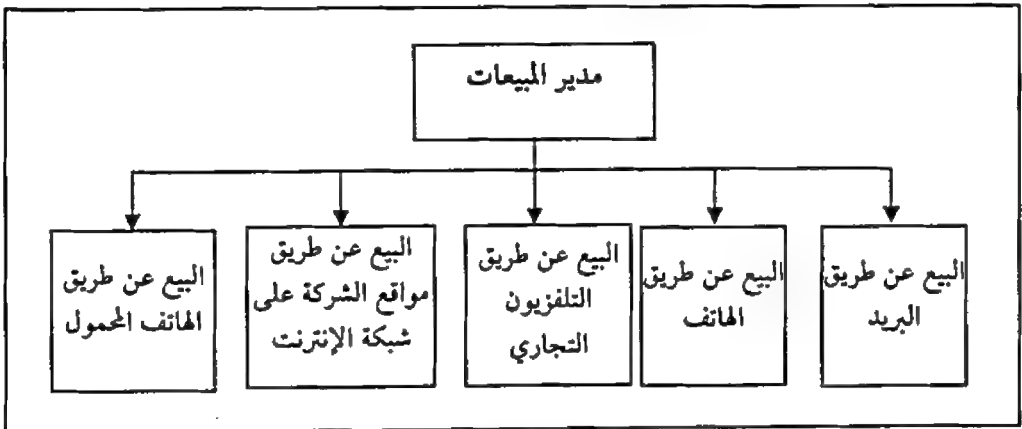 مدير المبيعات
البيع عن طريق
البريد
البيع عن طريق
الهاتف
البيع عن طريق
التلفزيون
التجاري
البيع عن طريق
مواقع الشركة على
شبكة الإنترنت
البيع عن طريق
الهاتف المحمول